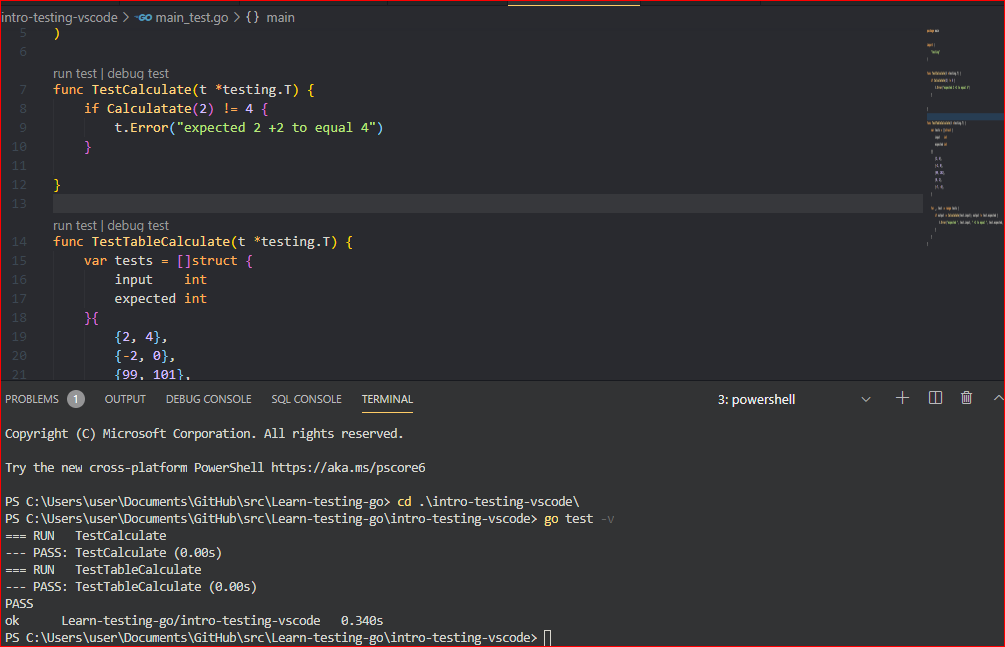 intro-testing-vscode > main_test.go > {} main
5 )
6
run test | debug test
7 func TestCalculate(t *testing.T) {
8 if Calculatate(2) != 4 {
9 t.Error("expected 2 +2 to equal 4")
10 }
11
12 }
13
run test | debug test
14 func TestTableCalculate(t *testing.T) {
15 var tests = []struct {
16 input int
17 expected int
18 }{
19 {2, 4},
20 {-2, 0},
21 {99, 101},
PROBLEMS 1 OUTPUT DEBUG CONSOLE SQL CONSOLE TERMINAL 3: powershell
Copyright (C) Microsoft Corporation. All rights reserved.
Try the new cross-platform PowerShell https://aka.ms/pscore6
PS C:\Users\user\Documents\GitHub\src\Learn-testing-go> cd .\intro-testing-vscode\
PS C:\Users\user\Documents\GitHub\src\Learn-testing-go\intro-testing-vscode> go test -v
=== RUN TestCalculate
--- PASS: TestCalculate (0.00s)
=== RUN TestTableCalculate
--- PASS: TestTableCalculate (0.00s)
PASS
ok Learn-testing-go/intro-testing-vscode 0.340s
PS C:\Users\user\Documents\GitHub\src\Learn-testing-go\intro-testing-vscode>